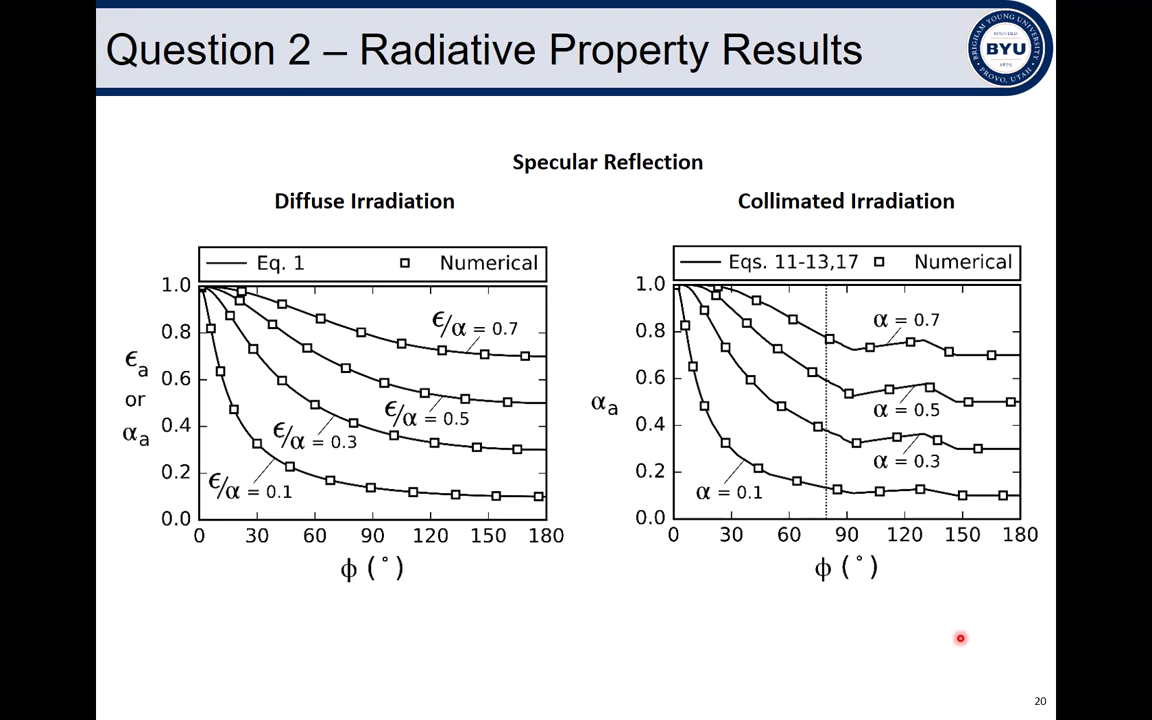 Question 2 – Radiative Property Results
BRIGHAM YOUNG UNIVERSITY
FOUNDED
BYU
1875
PROVO, UTAH
Specular Reflection
Diffuse Irradiation
Collimated Irradiation
Eq. 1
Numerical
1.0
0.8
0.6
0.4
0.2
0.0
ϵa
or
αa
ϵ/α = 0.7
ϵ/α = 0.5
ϵ/α = 0.3
ϵ/α = 0.1
0 30 60 90 120 150 180
ϕ (°)
Eqs. 11-13,17
Numerical
1.0
0.8
0.6
0.4
0.2
0.0
αa
α = 0.7
α = 0.5
α = 0.3
α = 0.1
0 30 60 90 120 150 180
ϕ (°)
20